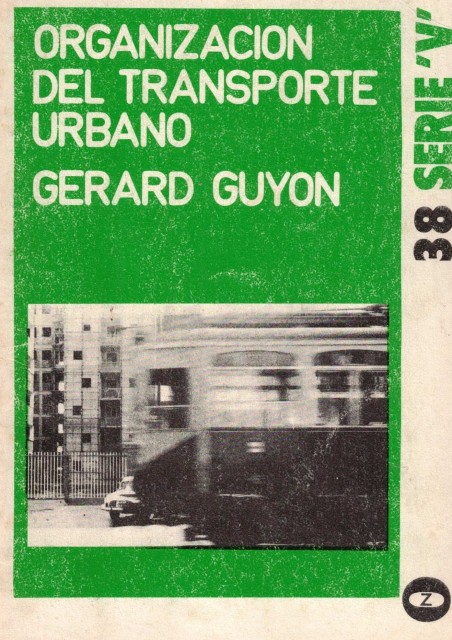 ORGANIZACION
DEL TRANSPORTE
URBANO
GERARD GUYON
38 SERIE "V"
Z